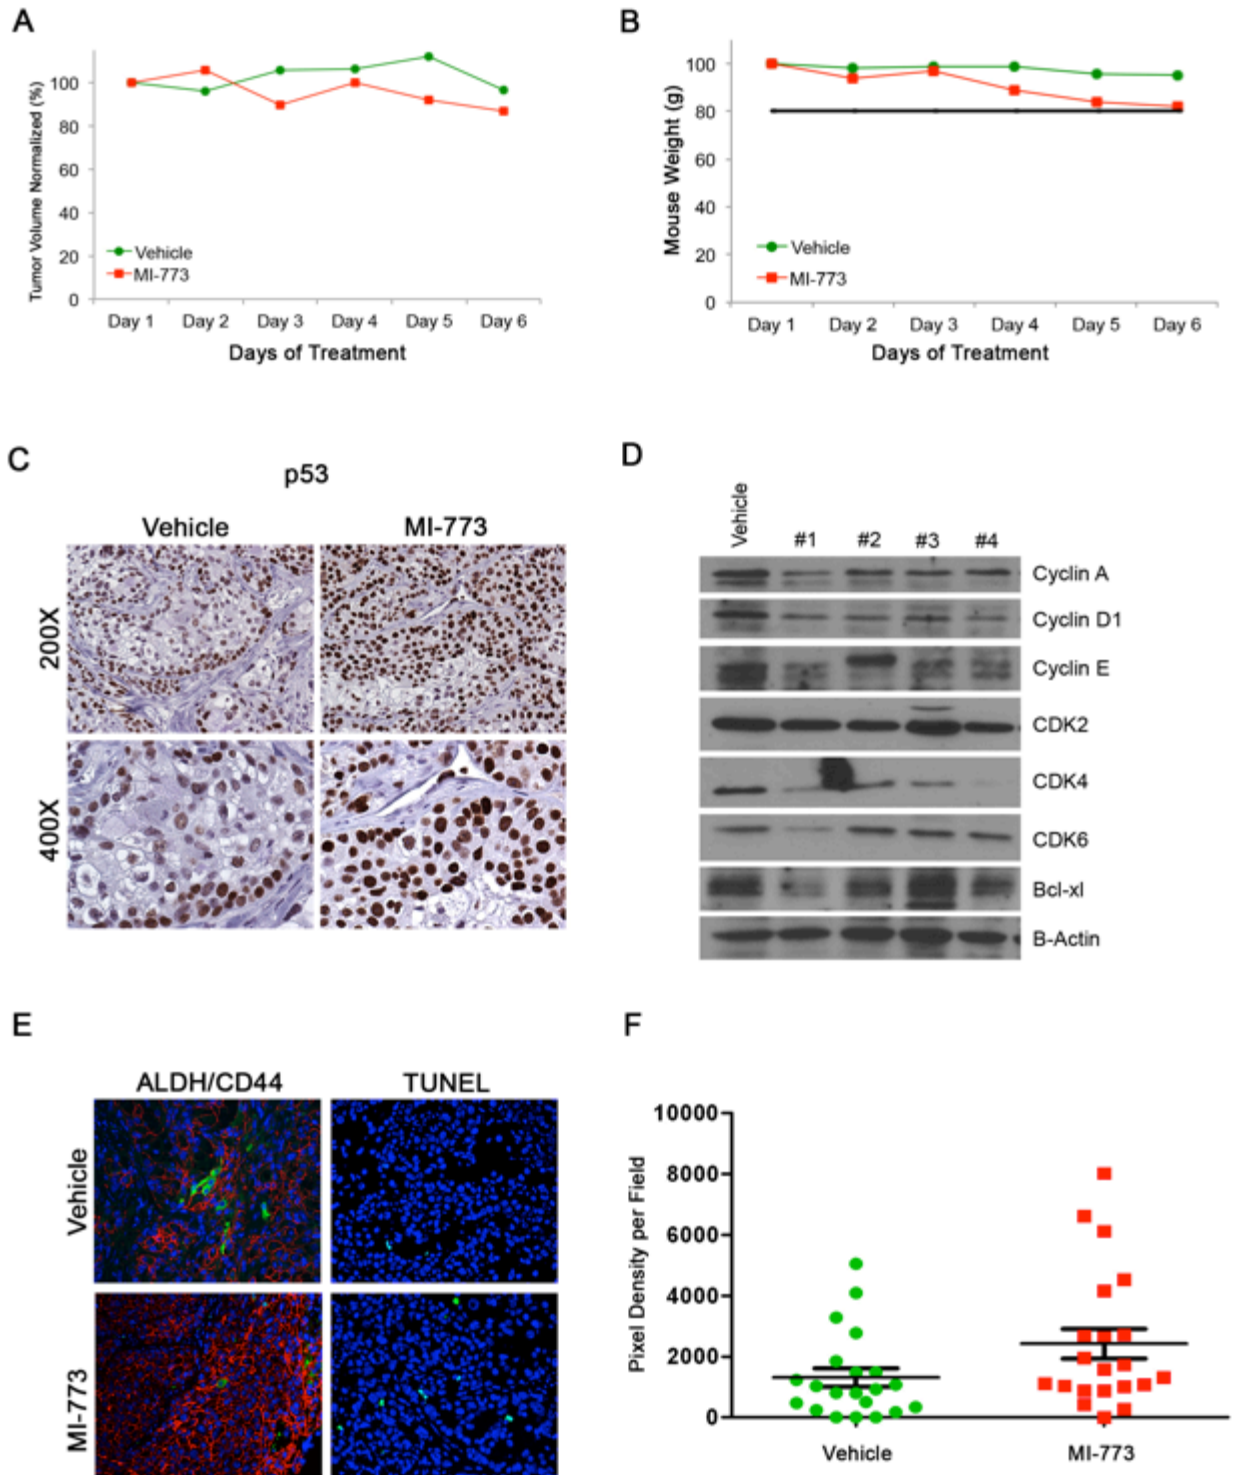 A
Tumor Volume Normalized (%)
100
80
60
40
20
0
Vehicle
MI-773
Day 1 Day 2 Day 3 Day 4 Day 5 Day 6
Days of Treatment
B
Mouse Weight (g)
100
80
60
40
20
0
Vehicle
MI-773
Day 1 Day 2 Day 3 Day 4 Day 5 Day 6
Days of Treatment
C
p53
Vehicle MI-773
200X
400X
D
Vehicle #1 #2 #3 #4
Cyclin A
Cyclin D1
Cyclin E
CDK2
CDK4
CDK6
Bcl-xl
B-Actin
E
ALDH/CD44 TUNEL
Vehicle
MI-773
F
Pixel Density per Field
10000
8000
6000
4000
2000
0
Vehicle MI-773